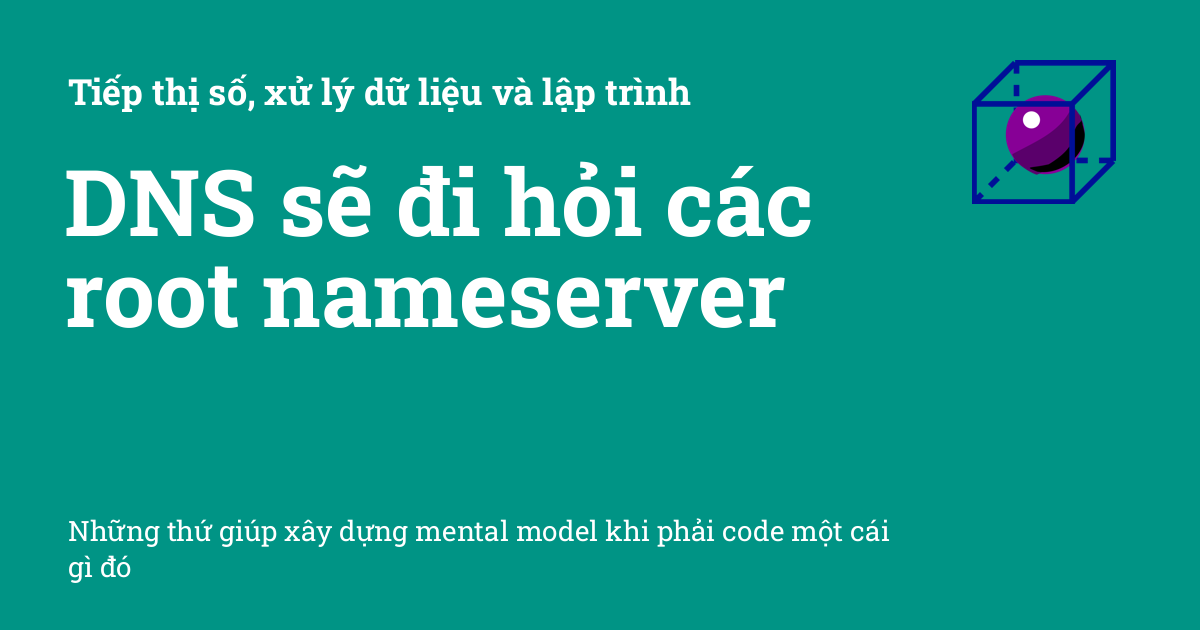 Tiếp thị số, xử lý dữ liệu và lập trình
DNS sẽ đi hỏi các
root nameserver
Những thứ giúp xây dựng mental model khi phải code một cái
gì đó